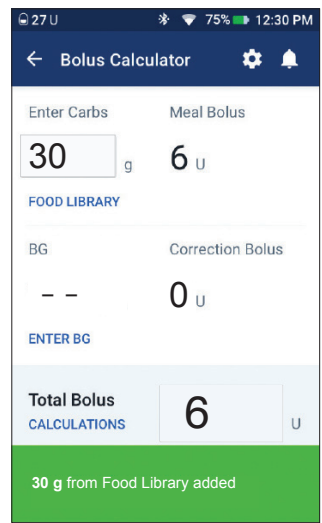 27 U 75% 12:30 PM
Bolus Calculator
Enter Carbs Meal Bolus
30 g 6 U
FOOD LIBRARY
BG Correction Bolus
- - 0 U
ENTER BG
Total Bolus
CALCULATIONS 6 U
30 g from Food Library added